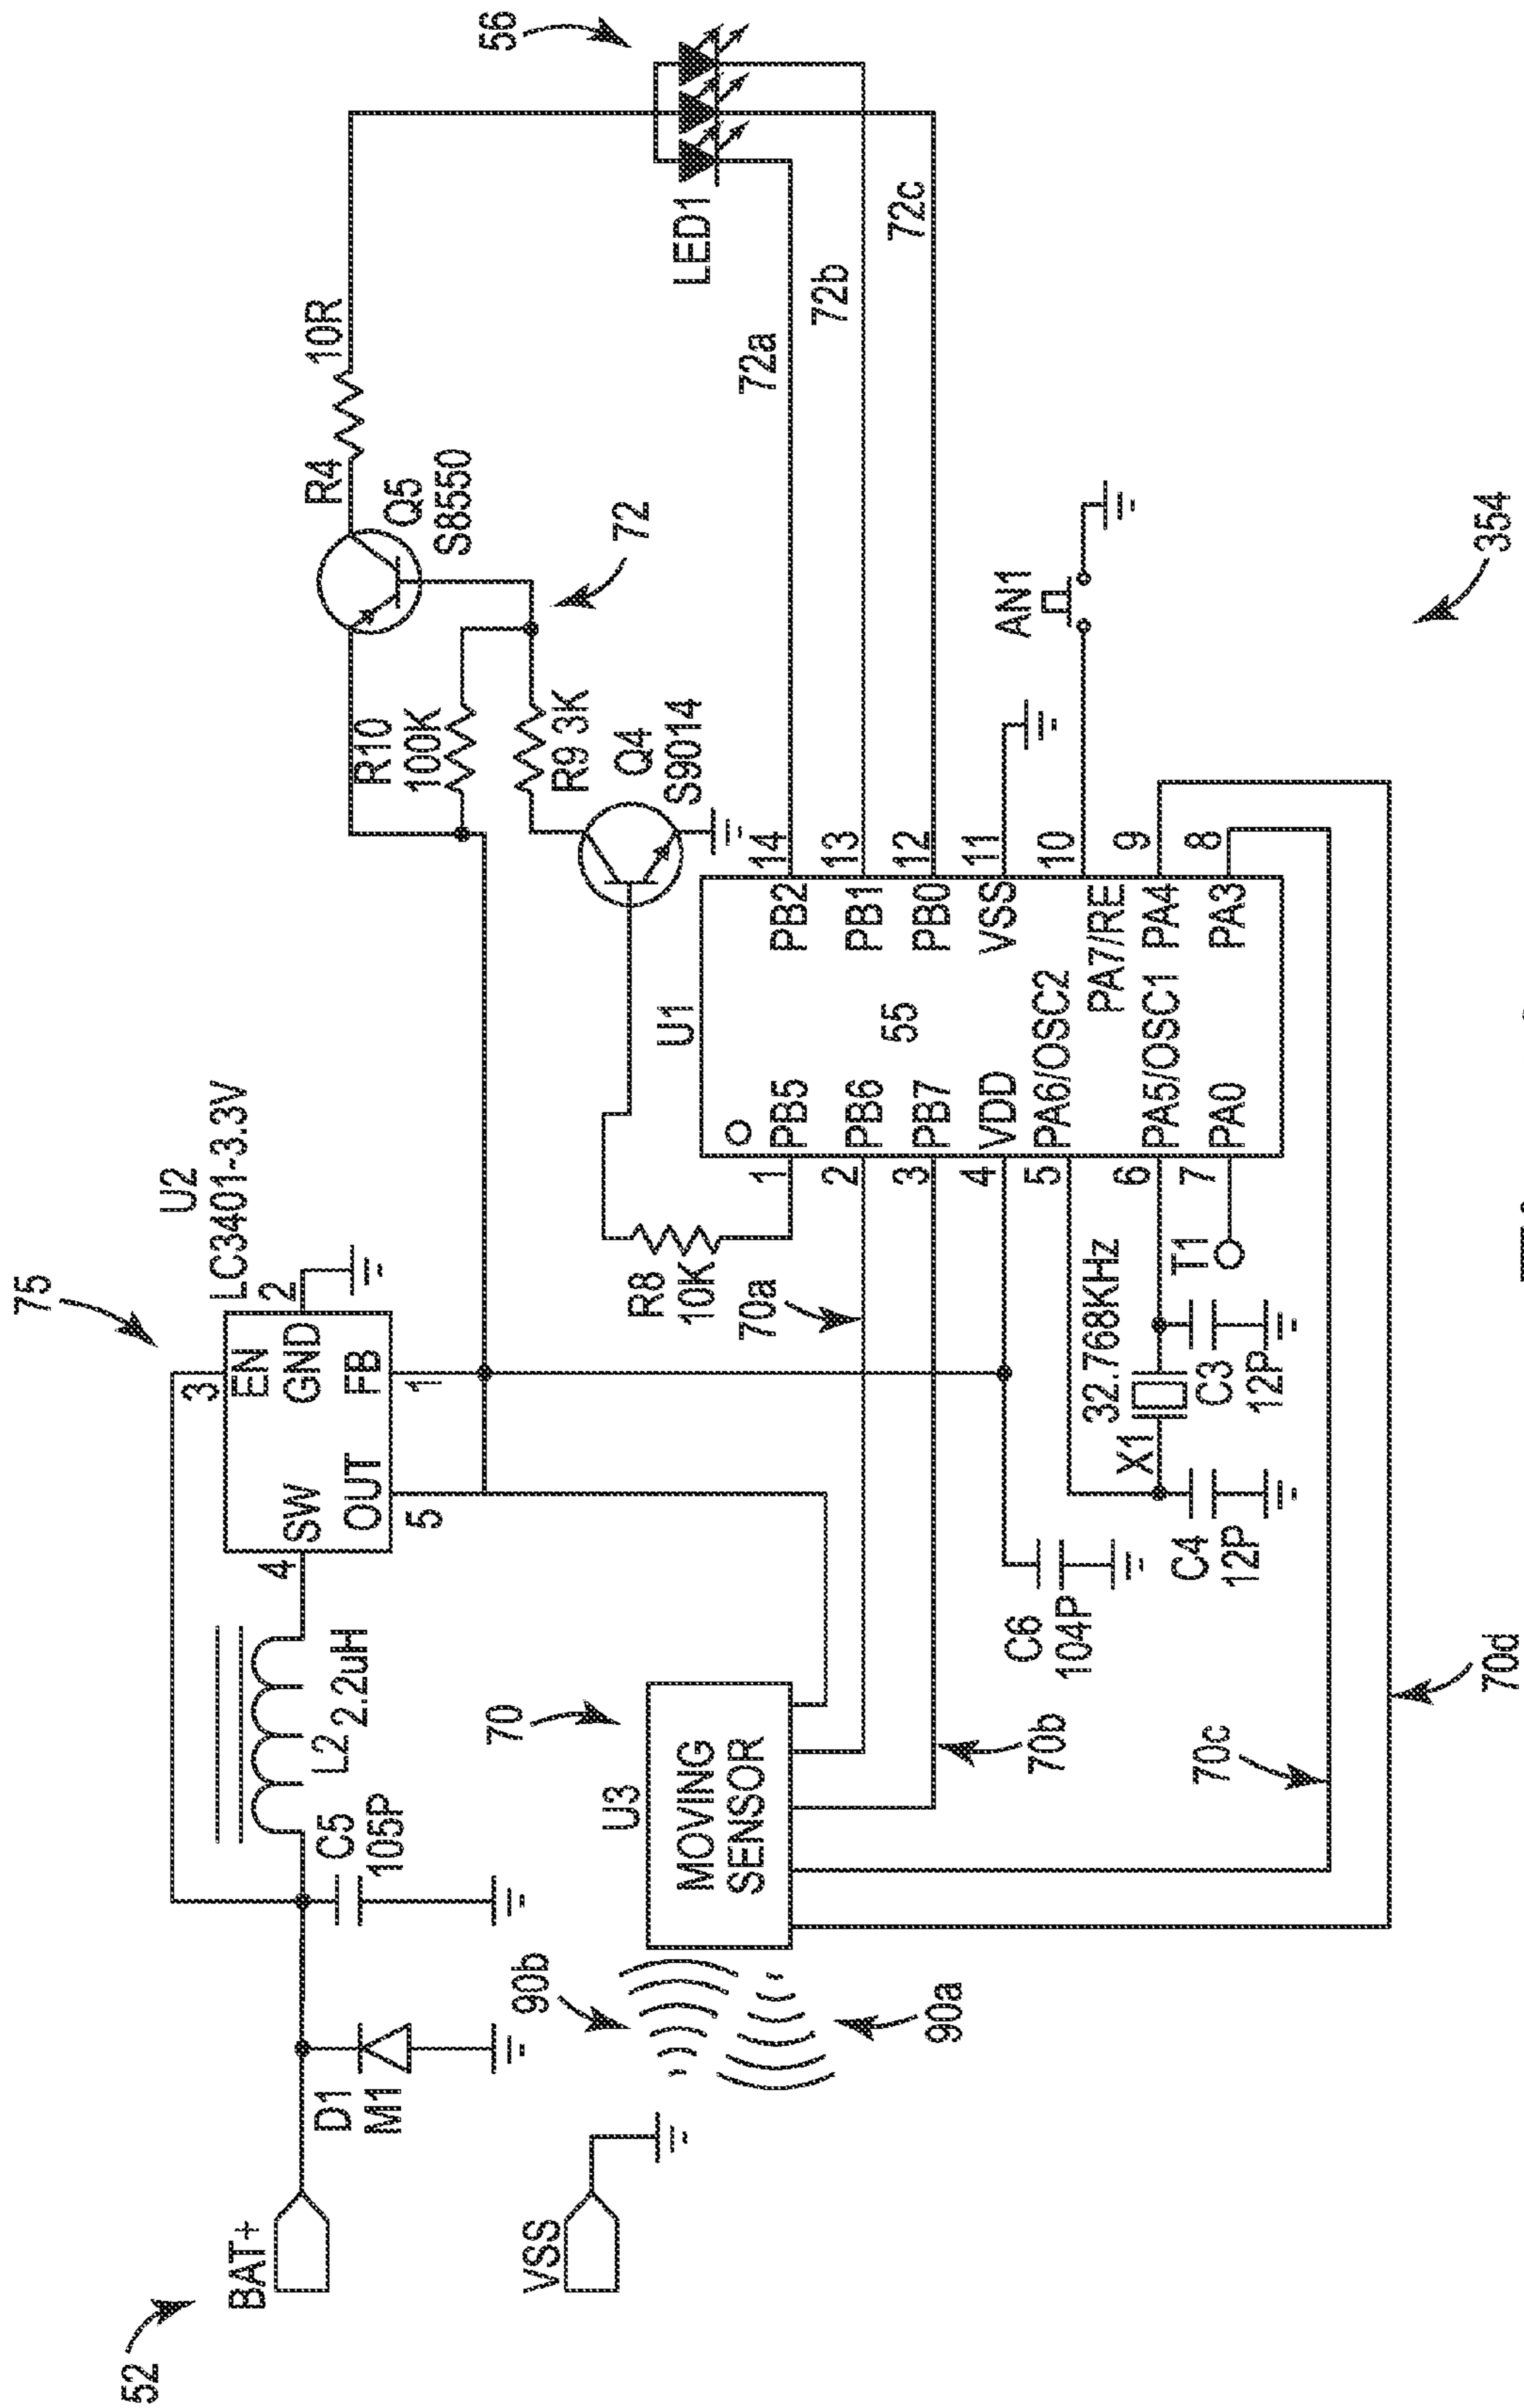 52
BAT+
VSS
D1
M1
C5
105P
L2
2.2uH
75
U2
LC3401-3.3V
3
EN
2
GND
FB
1
4
SW
OUT
5
70
U3
MOVING
SENSOR
90b
90a
R10
100K
R9 3K
Q4
S9014
Q5
S8550
R4
10R
72
56
LED1
72a
72b
72c
R8
10K
70a
70b
U1
55
1
PB5
2
PB6
3
PB7
4
VDD
5
PA6/OSC2
6
PA5/OSC1
7
PA0
PB2
14
PB1
13
PB0
12
VSS
11
PA7/RE
10
PA4
9
PA3
8
AN1
C6
104P
X1
32.768KHz
C4
12P
C3
12P
T1
70c
70d
354